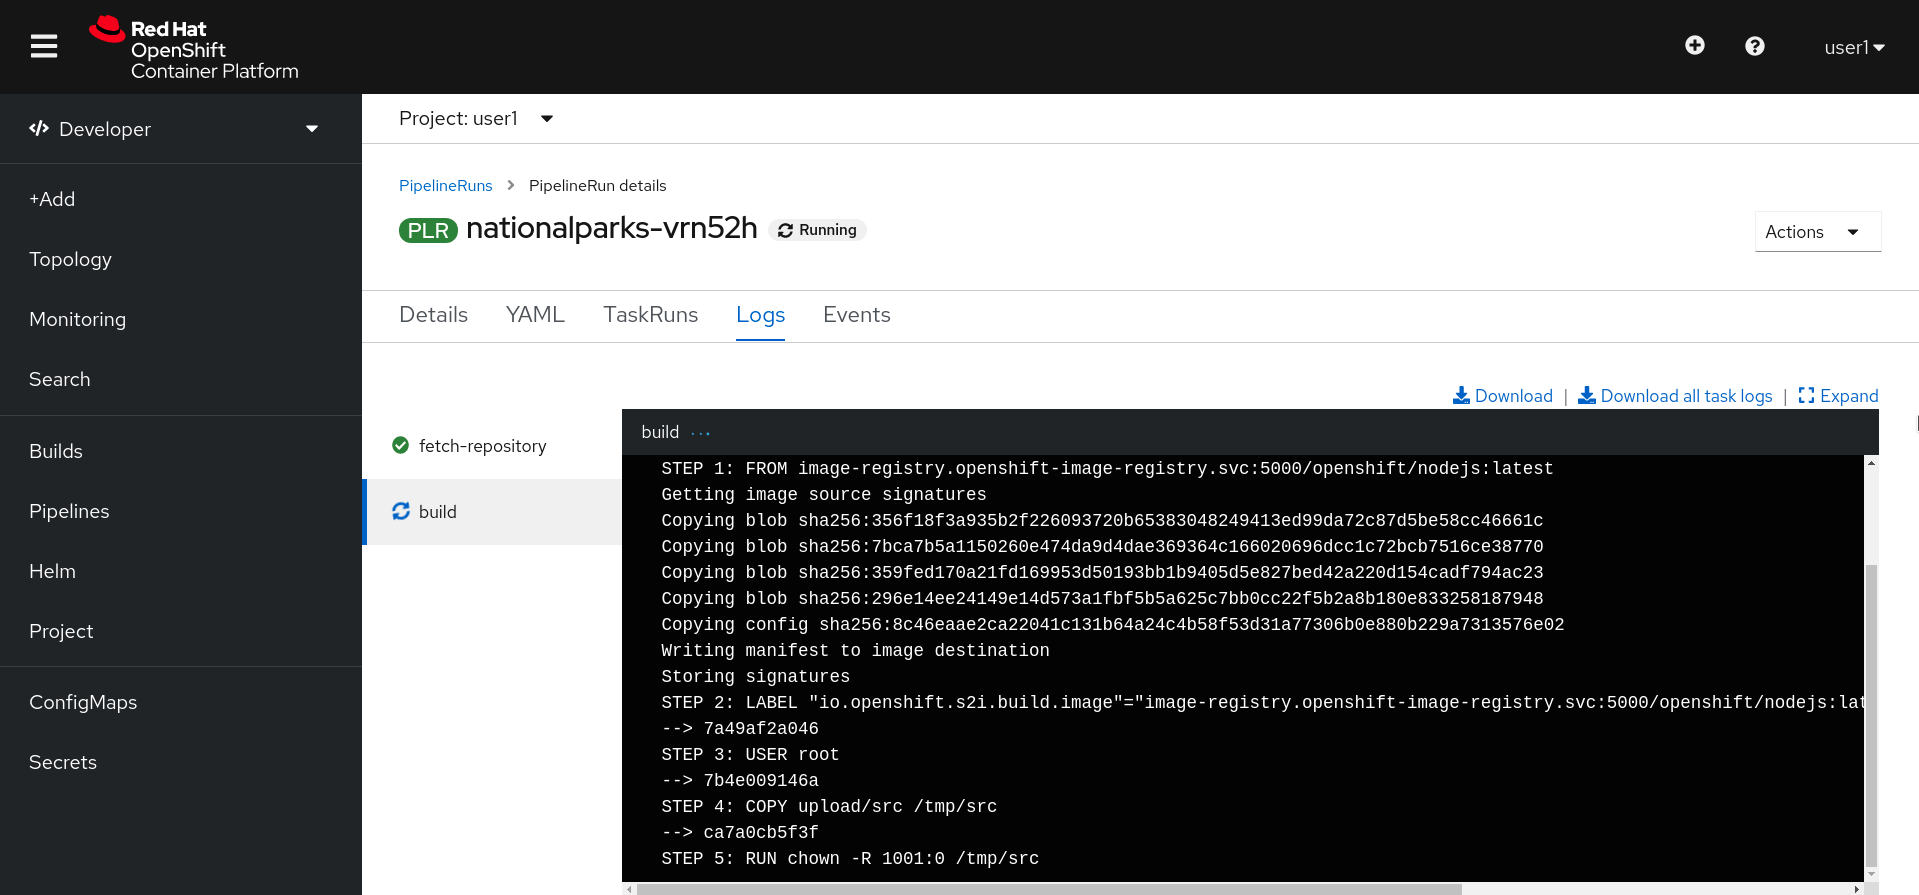 Red Hat
OpenShift
Container Platform
user1
Developer
+Add
Topology
Monitoring
Search
Builds
Pipelines
Helm
Project
ConfigMaps
Secrets
Project: user1
PipelineRuns PipelineRun details
PLR nationalparks-vrn52h Running
Actions
Details YAML TaskRuns Logs Events
Download | Download all task logs | Expand
fetch-repository
build
build ...
STEP 1: FROM image-registry.openshift-image-registry.svc:5000/openshift/nodejs:latest
Getting image source signatures
Copying blob sha256:356f18f3a935b2f226093720b65383048249413ed99da72c87d5be58cc46661c
Copying blob sha256:7bca7b5a1150260e474da9d4dae369364c166020696dcc1c72bcb7516ce38770
Copying blob sha256:359fed170a21fd169953d50193bb1b9405d5e827bed42a220d154cadf794ac23
Copying blob sha256:296e14ee24149e14d573a1fbf5b5a625c7bb0cc22f5b2a8b180e833258187948
Copying config sha256:8c46eaae2ca22041c131b64a24c4b58f53d31a77306b0e880b229a7313576e02
Writing manifest to image destination
Storing signatures
STEP 2: LABEL "io.openshift.s2i.build.image"="image-registry.openshift-image-registry.svc:5000/openshift/nodejs:lat
--> 7a49af2a046
STEP 3: USER root
--> 7b4e009146a
STEP 4: COPY upload/src /tmp/src
--> ca7a0cb5f3f
STEP 5: RUN chown -R 1001:0 /tmp/src